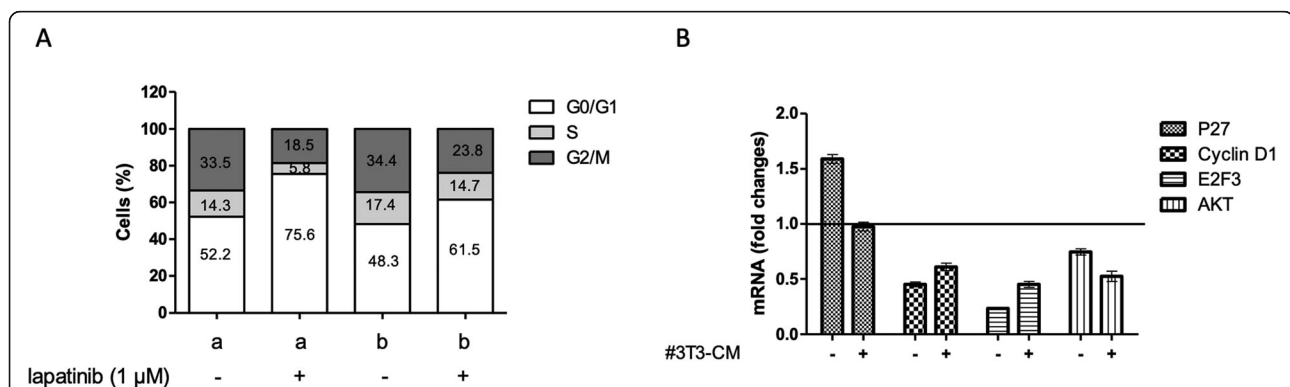 A
120
100
80
60
40
20
0
Cells (%)
33.5
14.3
52.2
18.5
5.8
75.6
34.4
17.4
48.3
23.8
14.7
61.5
G0/G1
S
G2/M
a a b b
lapatinib (1 µM) - + - +
B
2.0
1.5
1.0
0.5
0.0
mRNA (fold changes)
P27
Cyclin D1
E2F3
AKT
#3T3-CM - + - + - + - +